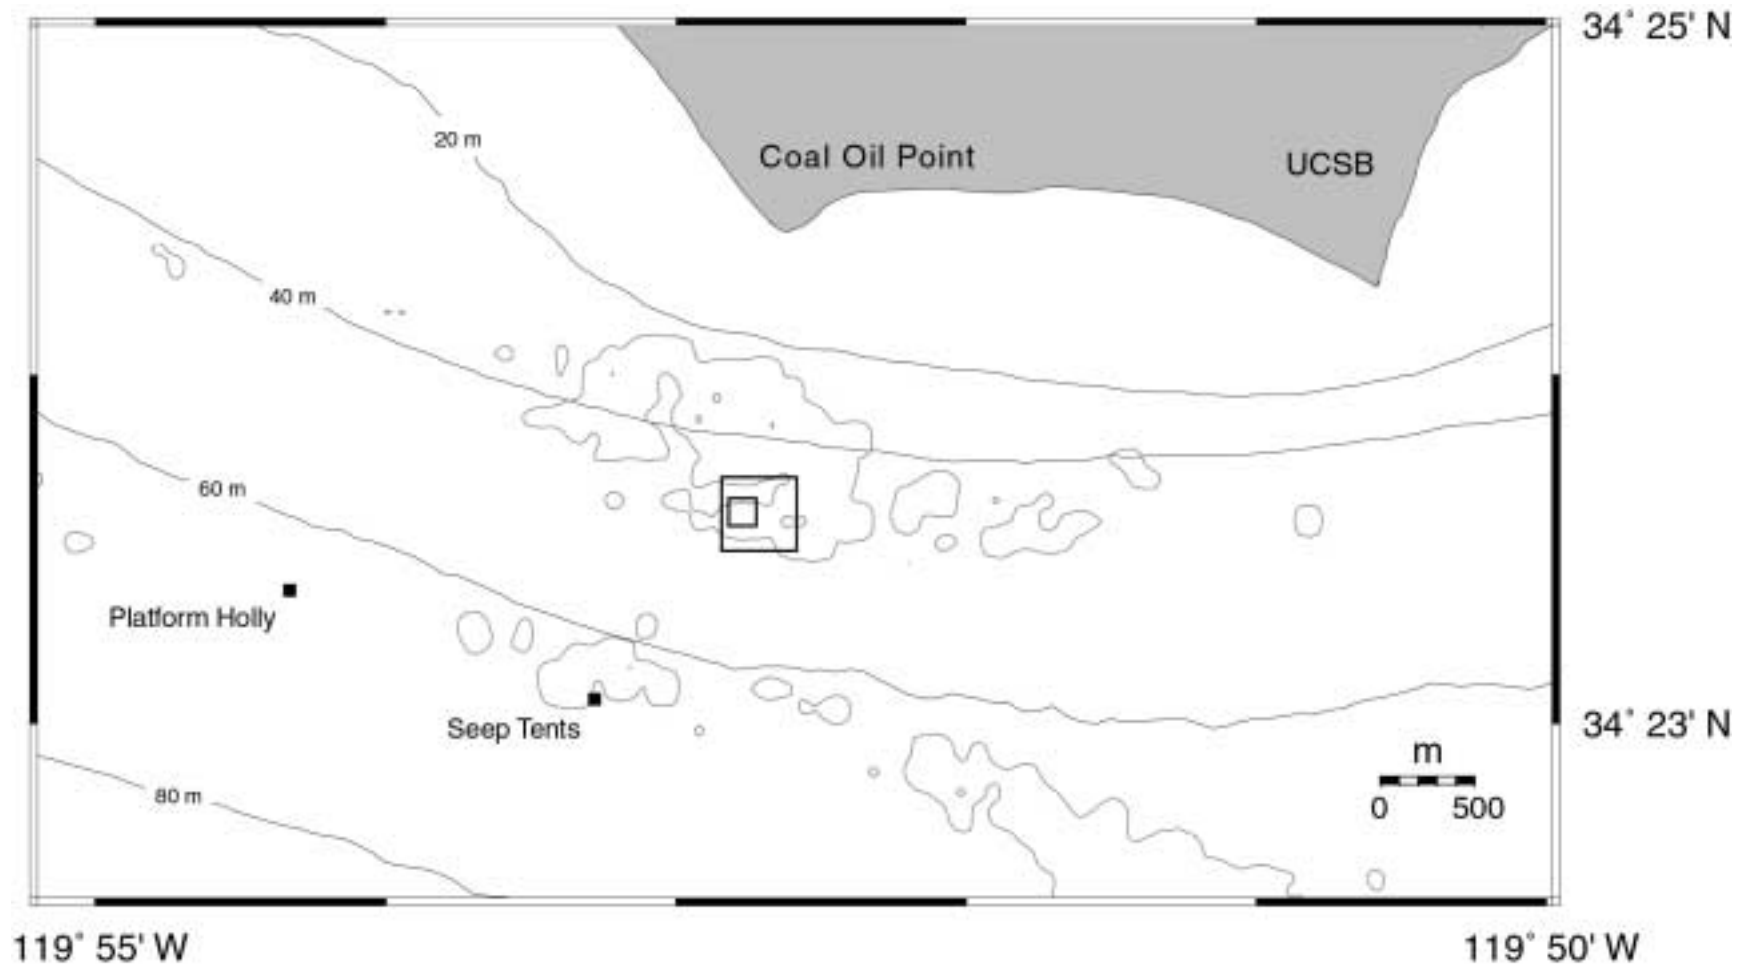 34° 25' N
20 m
Coal Oil Point
UCSB
40 m
60 m
Platform Holly
Seep Tents
34° 23' N
m
80 m
0 500
119° 55' W
119° 50' W